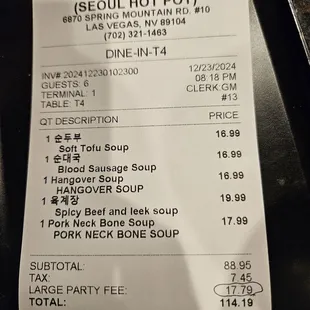 (SEOUL HOT POT)
6870 SPRING MOUNTAIN RD. #10
LAS VEGAS, NV 89104
(702) 321-1463
DINE-IN-T4
INV# 202412230102300 12/23/2024
GUESTS: 6 08:18 PM
TERMINAL: 1 CLERK:GM
TABLE: T4 #13
QT DESCRIPTION PRICE
1 순두부 16.99
Soft Tofu Soup
1 순대국 16.99
Blood Sausage Soup
1 Hangover Soup 16.99
HANGOVER SOUP
1 육계장 19.99
Spicy Beef and leek soup
1 Pork Neck Bone Soup 17.99
PORK NECK BONE SOUP
SUBTOTAL: 88.95
TAX: 7.45
LARGE PARTY FEE: 17.79
TOTAL: 114.19